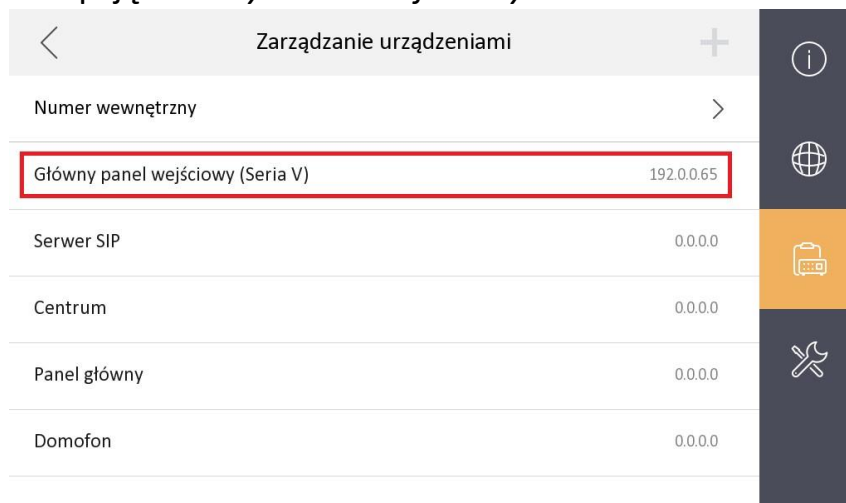 Zarządzanie urządzeniami
Numer wewnętrzny
Główny panel wejściowy (Seria V) 192.0.0.65
Serwer SIP 0.0.0.0
Centrum 0.0.0.0
Panel główny 0.0.0.0
Domofon 0.0.0.0